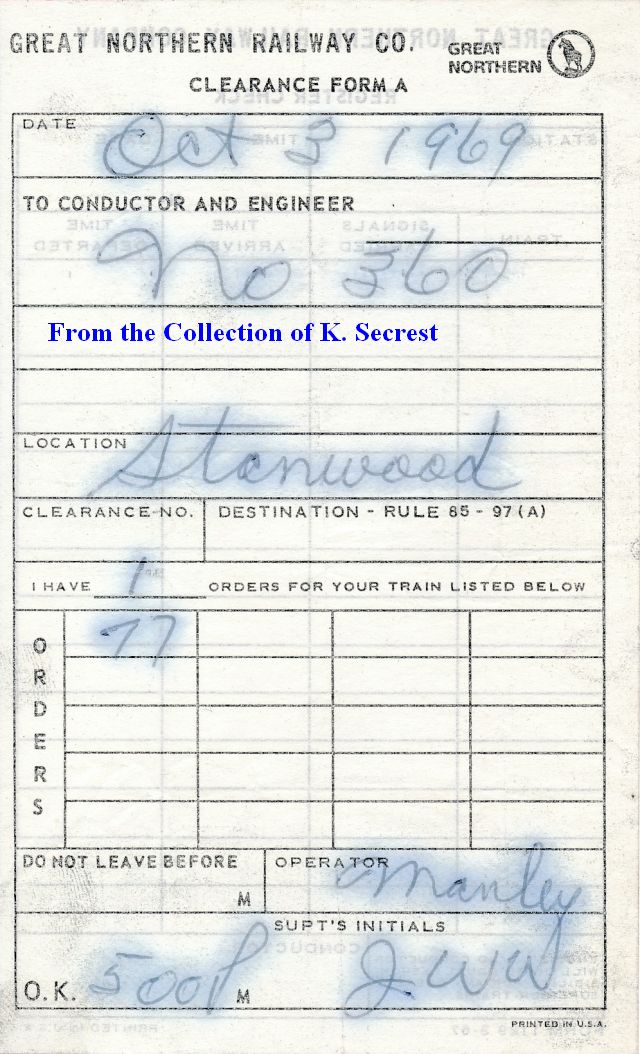 GREAT NORTHERN RAILWAY CO.
GREAT
NORTHERN
CLEARANCE FORM A
DATE
Oct 3 1969
TO CONDUCTOR AND ENGINEER
No 360
From the Collection of K. Secrest
LOCATION
Stanwood
CLEARANCE NO.
DESTINATION - RULE 85 - 97(A)
I HAVE 1 ORDERS FOR YOUR TRAIN LISTED BELOW
ORDERS
77
DO NOT LEAVE BEFORE
M
OPERATOR
Manley
SUPT'S INITIALS
O.K. 500P M
JWW
PRINTED IN U.S.A.